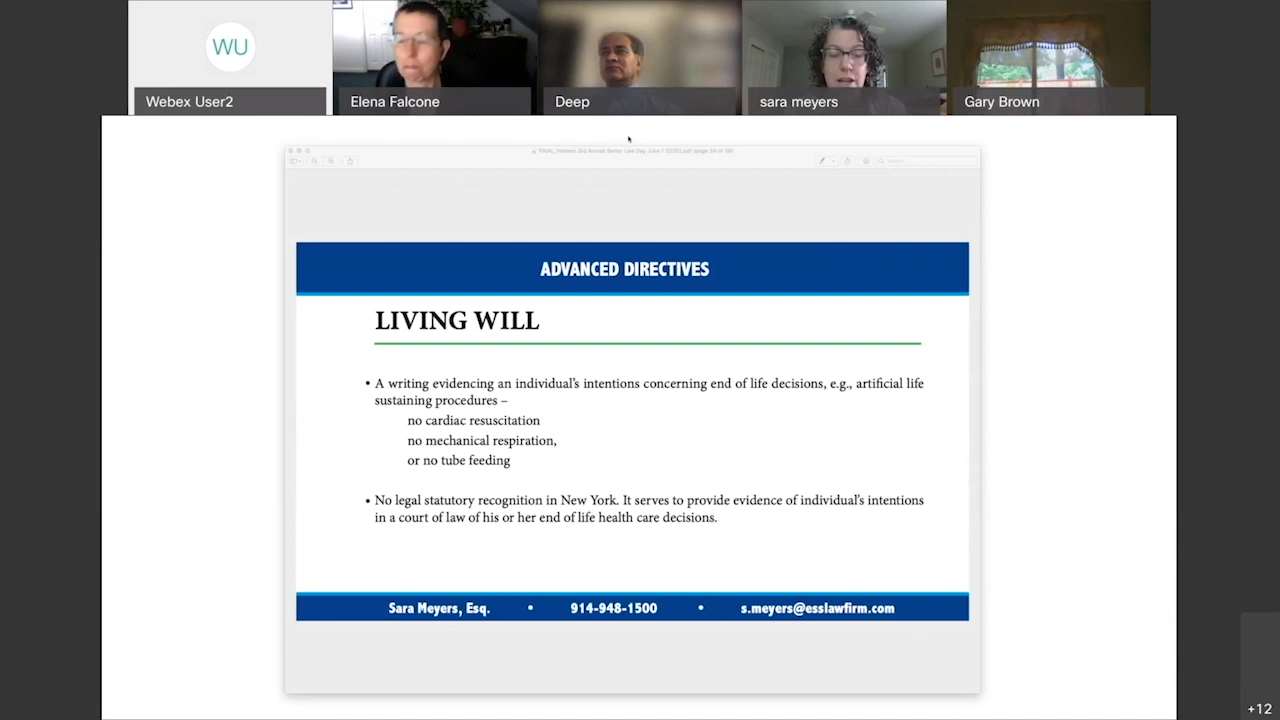 WU
Webex User2
Elena Falcone
Deep
sara meyers
Gary Brown
ADVANCED DIRECTIVES
LIVING WILL
• A writing evidencing an individual's intentions concerning end of life decisions, e.g., artificial life
sustaining procedures –
no cardiac resuscitation
no mechanical respiration,
or no tube feeding
• No legal statutory recognition in New York. It serves to provide evidence of individual's intentions
in a court of law of his or her end of life health care decisions.
Sara Meyers, Esq. • 914-948-1500 • s.meyers@esslawfirm.com
+12